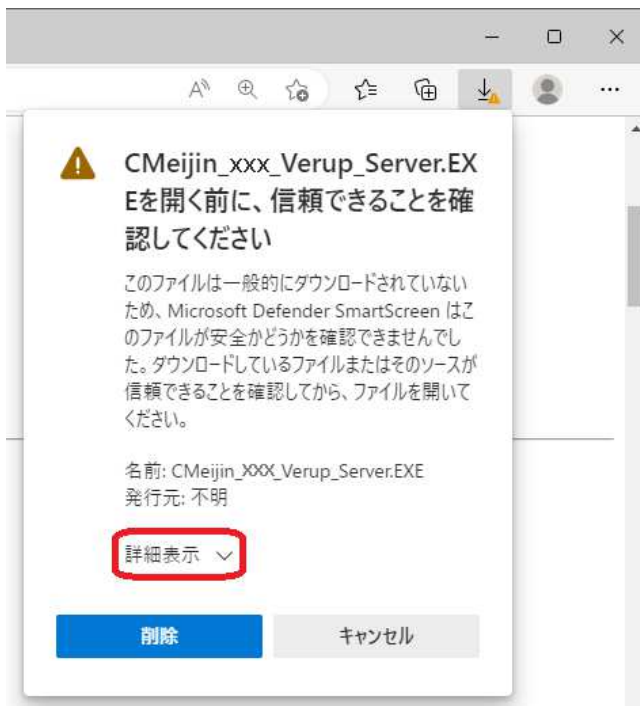 CMeijin_xxx_Verup_Server.EX
Eを開く前に、信頼できることを確
認してください
このファイルは一般的にダウンロードされていない
ため、Microsoft Defender SmartScreen はこ
のファイルが安全かどうかを確認できませんでし
た。ダウンロードしているファイルまたはそのソースが
信頼できることを確認してから、ファイルを開いて
ください。
名前: CMeijin_XXX_Verup_Server.EXE
発行元: 不明
詳細表示
削除
キャンセル